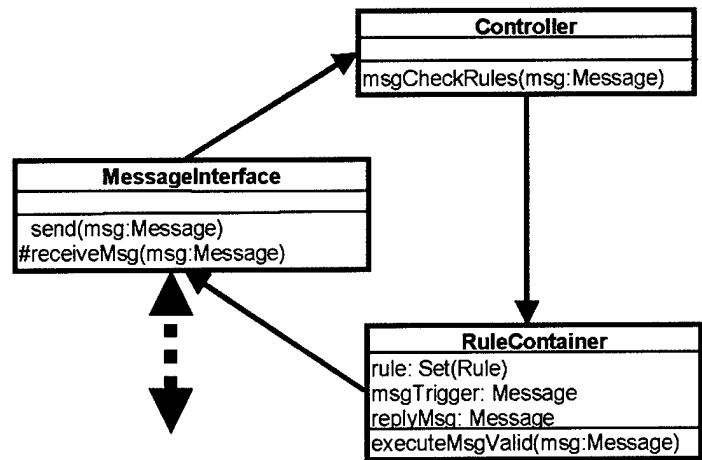 Controller
msgCheckRules(msg:Message)
MessageInterface
send(msg:Message)
#receiveMsg(msg:Message)
RuleContainer
rule: Set(Rule)
msgTrigger: Message
replyMsg: Message
executeMsgValid(msg:Message)